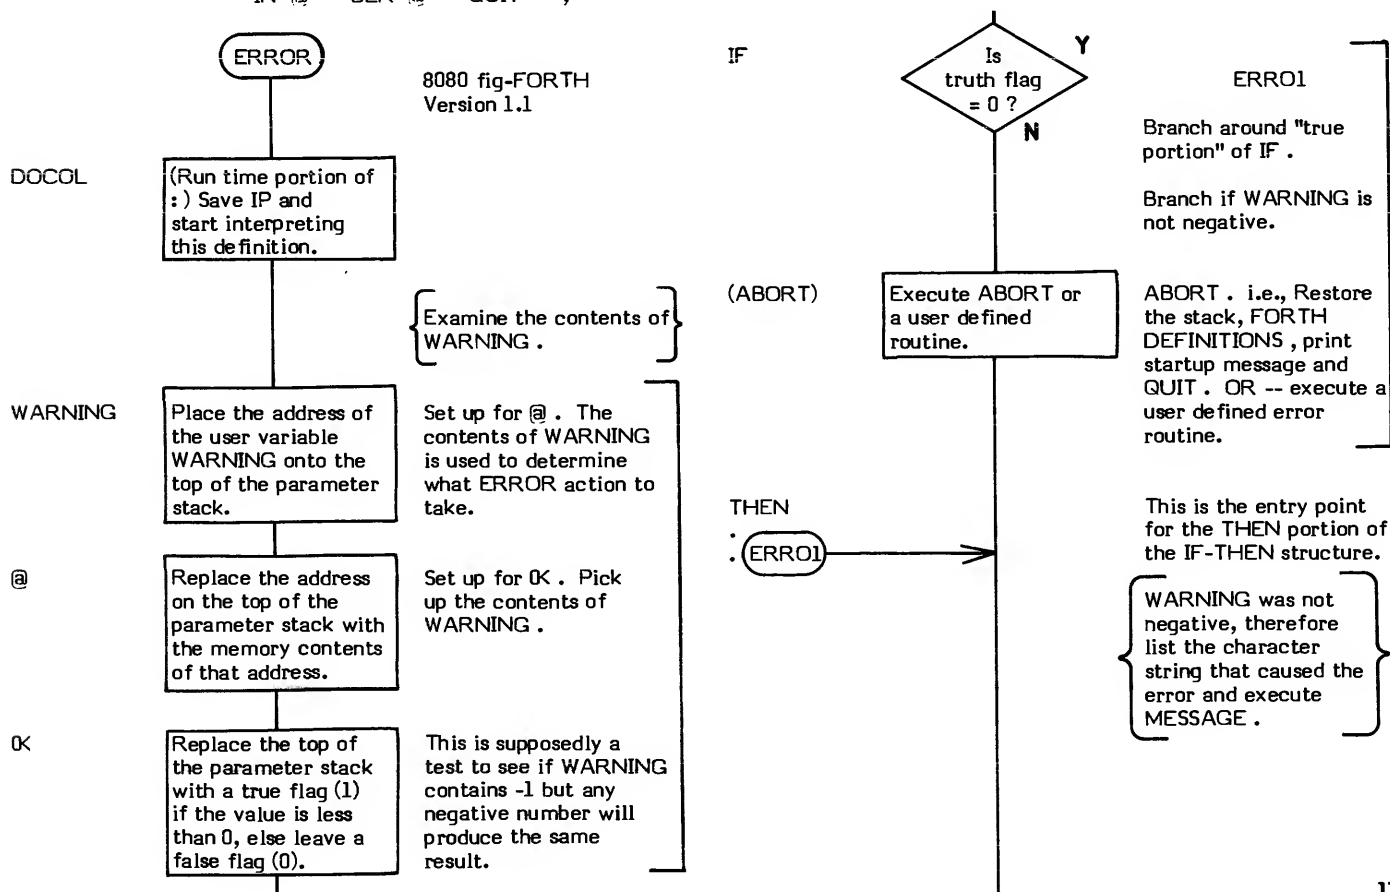 IN @ @ QUIT ;
ERROR
8080 fig-FORTH
Version 1.1
DOCOL
(Run time portion of
:) Save IP and
start interpreting
this definition.
Examine the contents of
WARNING .
WARNING
Place the address of
the user variable
WARNING onto the
top of the parameter
stack.
Set up for @ . The
contents of WARNING
is used to determine
what ERROR action to
take.
@
Replace the address
on the top of the
parameter stack with
the memory contents
of that address.
Set up for 0< . Pick
up the contents of
WARNING .
0<
Replace the top of
the parameter stack
with a true flag (1)
if the value is less
than 0, else leave a
false flag (0).
This is supposedly a
test to see if WARNING
contains -1 but any
negative number will
produce the same
result.
IF
Is
truth flag
= 0 ?
Y
N
ERRO1
Branch around "true
portion" of IF .
Branch if WARNING is
not negative.
(ABORT)
Execute ABORT or
a user defined
routine.
ABORT . i.e., Restore
the stack, FORTH
DEFINITIONS , print
startup message and
QUIT . OR -- execute a
user defined error
routine.
THEN
:
ERRO1
This is the entry point
for the THEN portion of
the IF-THEN structure.
WARNING was not
negative, therefore
list the character
string that caused the
error and execute
MESSAGE .